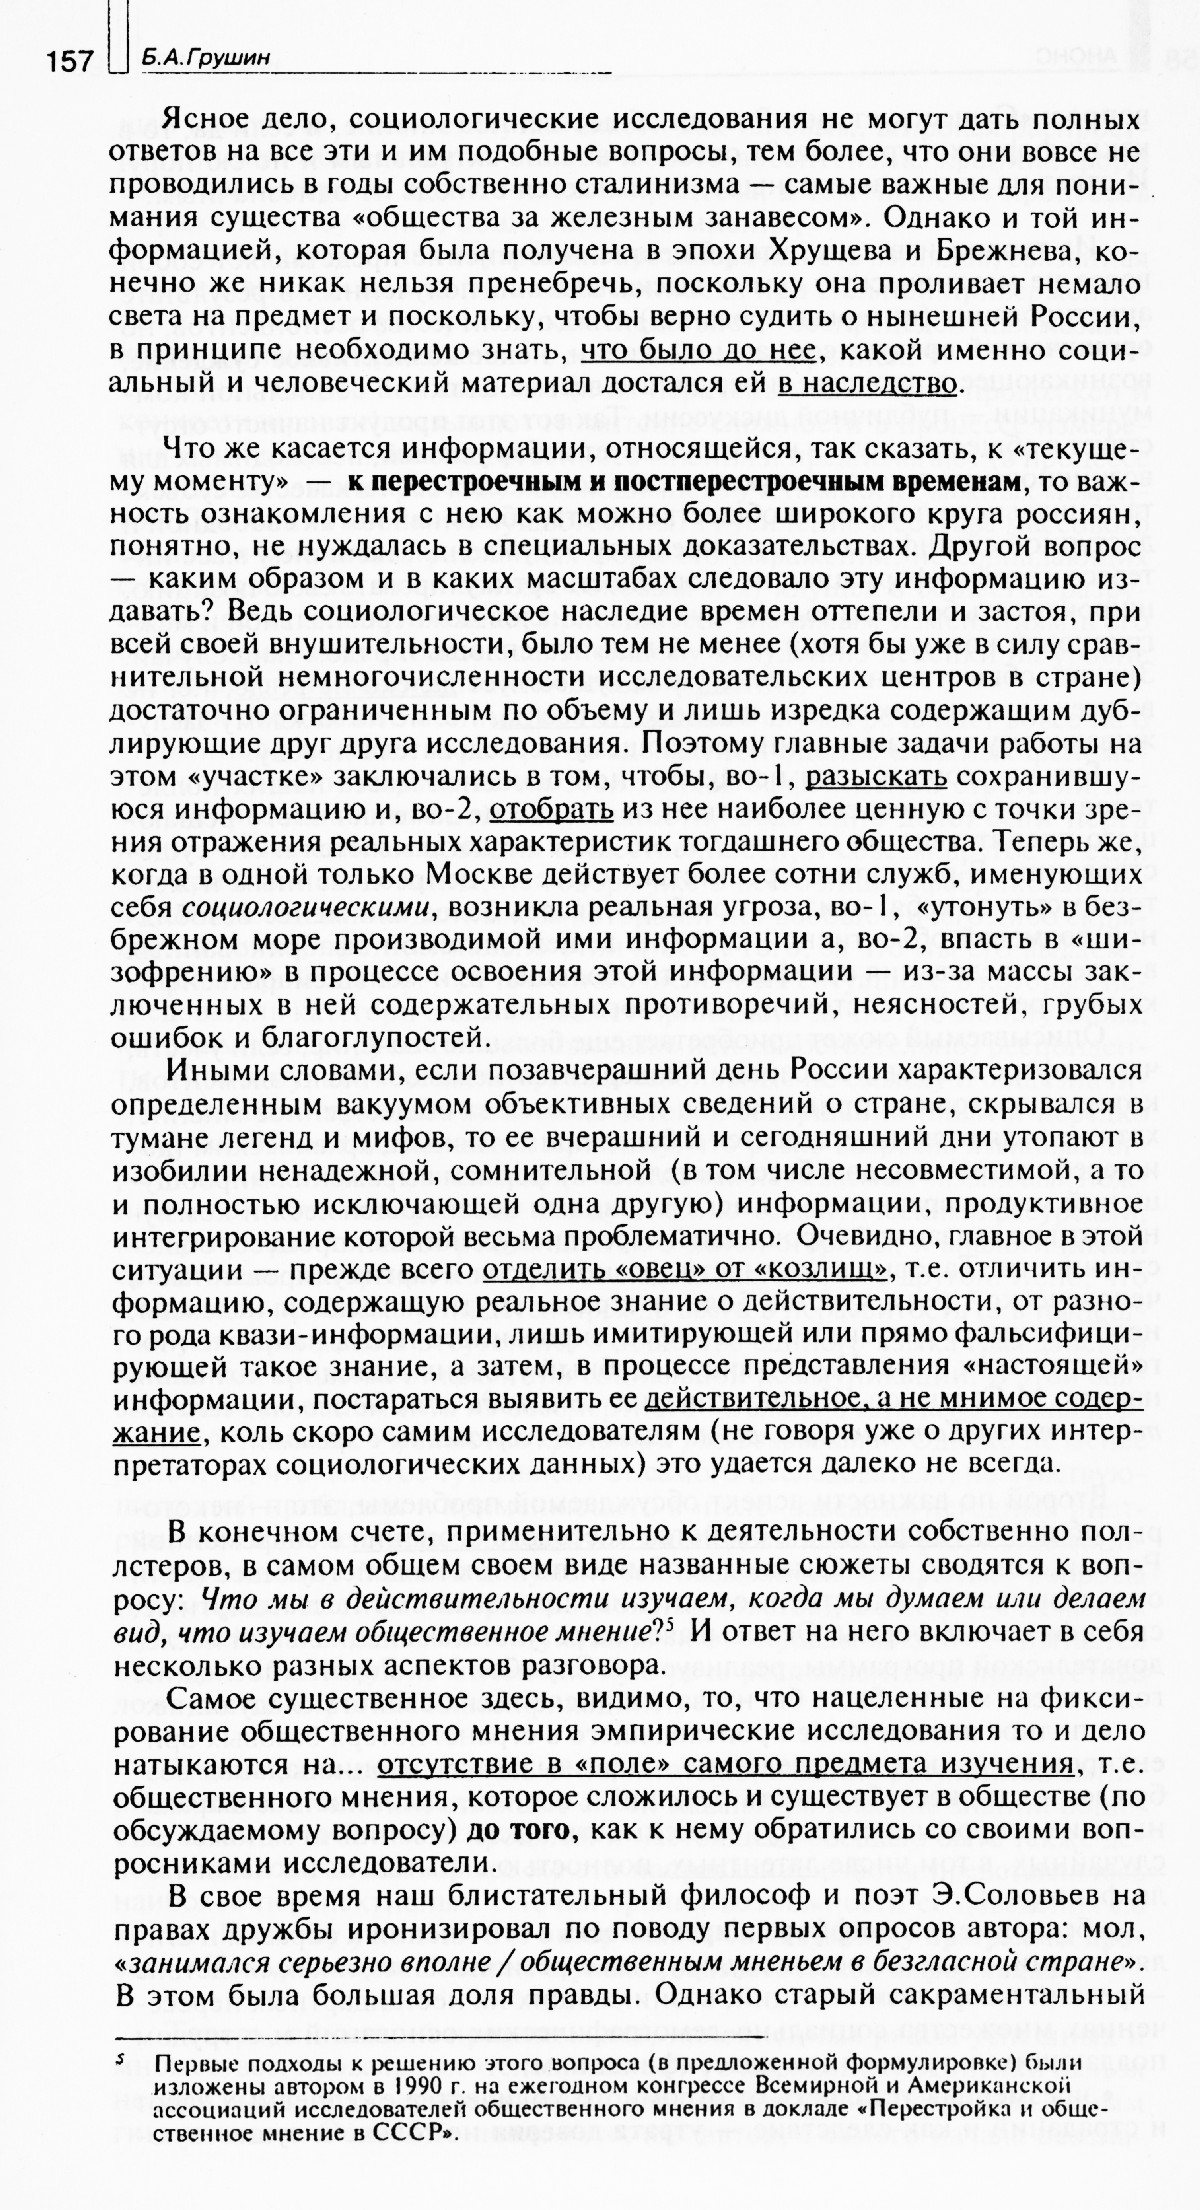 157
Б.А.Грушин
Ясное дело, социологические исследования не могут дать полных
ответов на все эти и им подобные вопросы, тем более, что они вовсе не
проводились в годы собственно сталинизма — самые важные для пони-
мания существа «общества за железным занавесом». Однако и той ин-
формацией, которая была получена в эпохи Хрущева и Брежнева, ко-
нечно же никак нельзя пренебречь, поскольку она проливает немало
света на предмет и поскольку, чтобы верно судить о нынешней России,
в принципе необходимо знать, что было до нее, какой именно соци-
альный и человеческий материал достался ей в наследство.
Что же касается информации, относящейся, так сказать, к «текуще-
му моменту» — к перестроечным и постперестроечным временам, то важ-
ность ознакомления с нею как можно более широкого круга россиян,
понятно, не нуждалась в специальных доказательствах. Другой вопрос
— каким образом и в каких масштабах следовало эту информацию из-
давать? Ведь социологическое наследие времен оттепели и застоя, при
всей своей внушительности, было тем не менее (хотя бы уже в силу срав-
нительной немногочисленности исследовательских центров в стране)
достаточно ограниченным по объему и лишь изредка содержащим дуб-
лирующие друг друга исследования. Поэтому главные задачи работы на
этом «участке» заключались в том, чтобы, во-1, разыскать сохранившу-
юся информацию и, во-2, отобрать из нее наиболее ценную с точки зре-
ния отражения реальных характеристик тогдашнего общества. Теперь же,
когда в одной только Москве действует более сотни служб, именующих
себя социологическими, возникла реальная угроза, во-1, «утонуть» в без-
брежном море производимой ими информации а, во-2, впасть в «ши-
зофрению» в процессе освоения этой информации — из-за массы зак-
люченных в ней содержательных противоречий, неясностей, грубых
ошибок и благоглупостей.
Иными словами, если позавчерашний день России характеризовался
определенным вакуумом объективных сведений о стране, скрывался в
тумане легенд и мифов, то ее вчерашний и сегодняшний дни утопают в
изобилии ненадежной, сомнительной (в том числе несовместимой, а то
и полностью исключающей одна другую) информации, продуктивное
интегрирование которой весьма проблематично. Очевидно, главное в этой
ситуации — прежде всего отделить «овец» от «козлищ», т.е. отличить ин-
формацию, содержащую реальное знание о действительности, от разно-
го рода квази-информации, лишь имитирующей или прямо фальсифици-
рующей такое знание, а затем, в процессе представления «настоящей»
информации, постараться выявить ее действительное, а не мнимое содер-
жание, коль скоро самим исследователям (не говоря уже о других интер-
претаторах социологических данных) это удается далеко не всегда.
В конечном счете, применительно к деятельности собственно пол-
лстеров, в самом общем своем виде названные сюжеты сводятся к воп-
росу: Что мы в действительности изучаем, когда мы думаем или делаем
вид, что изучаем общественное мнение?⁵ И ответ на него включает в себя
несколько разных аспектов разговора.
Самое существенное здесь, видимо, то, что нацеленные на фикси-
рование общественного мнения эмпирические исследования то и дело
натыкаются на... отсутствие в «поле» самого предмета изучения, т.е.
общественного мнения, которое сложилось и существует в обществе (по
обсуждаемому вопросу) до того, как к нему обратились со своими воп-
росниками исследователи.
В свое время наш блистательный философ и поэт Э.Соловьев на
правах дружбы иронизировал по поводу первых опросов автора: мол,
«занимался серьезно вполне / общественным мненьем в безгласной стране».
В этом была большая доля правды. Однако старый сакраментальный
⁵ Первые подходы к решению этого вопроса (в предложенной формулировке) были
изложены автором в 1990 г. на ежегодном конгрессе Всемирной и Американской
ассоциаций исследователей общественного мнения в докладе «Перестройка и обще-
ственное мнение в СССР».